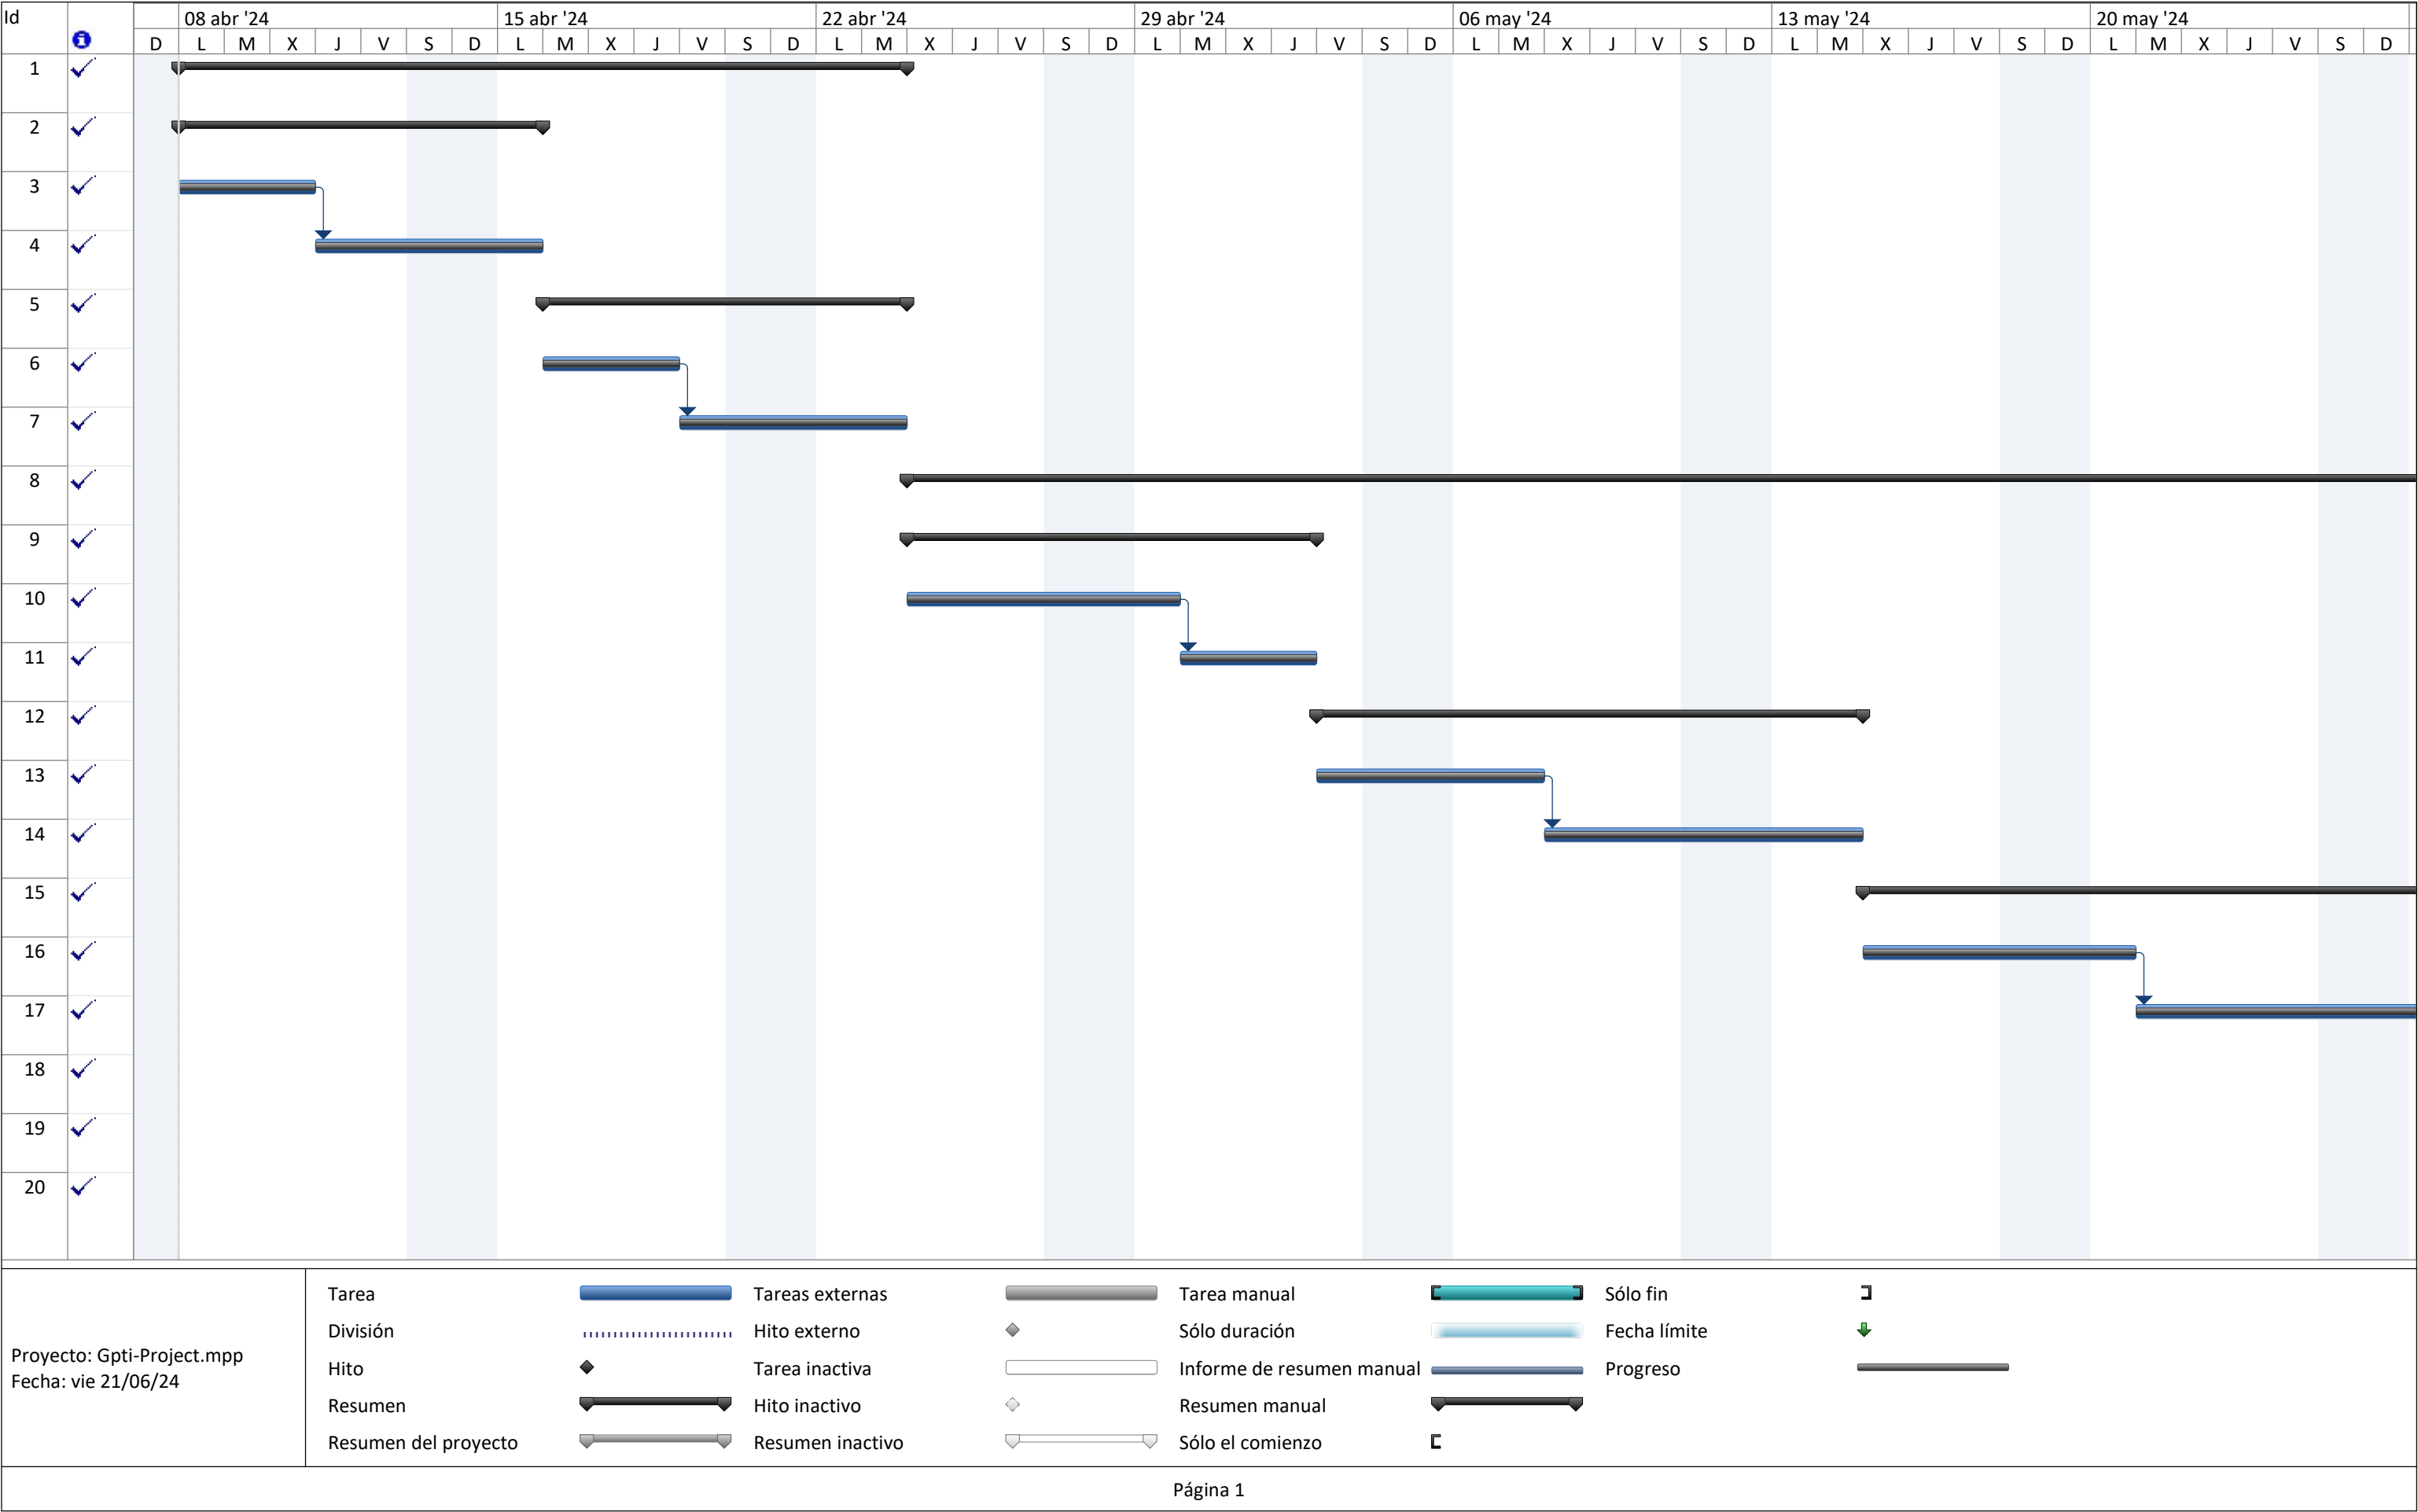 Id
08 abr '24 15 abr '24 22 abr '24 29 abr '24 06 may '24 13 may '24 20 may '24
D L M X J V S D L M X J V S D L M X J V S D L M X J V S D L M X J V S D L M X J V S D L M X J V S D
1
2
3
4
5
6
7
8
9
10
11
12
13
14
15
16
17
18
19
20
Proyecto: Gpti-Project.mpp
Fecha: vie 21/06/24
Tarea
División
Hito
Resumen
Resumen del proyecto
Tareas externas
Hito externo
Tarea inactiva
Hito inactivo
Resumen inactivo
Tarea manual
Sólo duración
Informe de resumen manual
Resumen manual
Sólo el comienzo
Sólo fin
Fecha límite
Progreso
Página 1